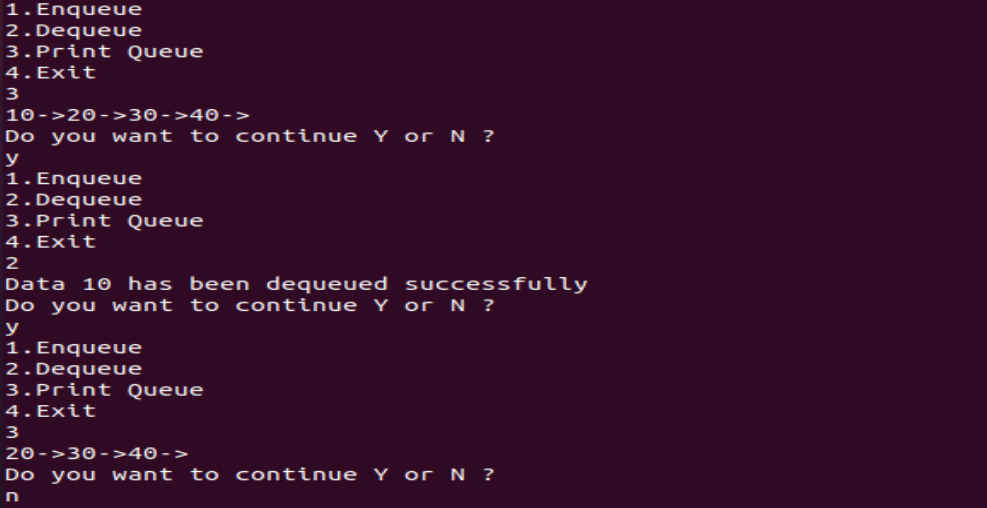 1.Enqueue
2.Dequeue
3.Print Queue
4.Exit
3
10->20->30->40->
Do you want to continue Y or N ?
y
1.Enqueue
2.Dequeue
3.Print Queue
4.Exit
2
Data 10 has been dequeued successfully
Do you want to continue Y or N ?
y
1.Enqueue
2.Dequeue
3.Print Queue
4.Exit
3
20->30->40->
Do you want to continue Y or N ?
n